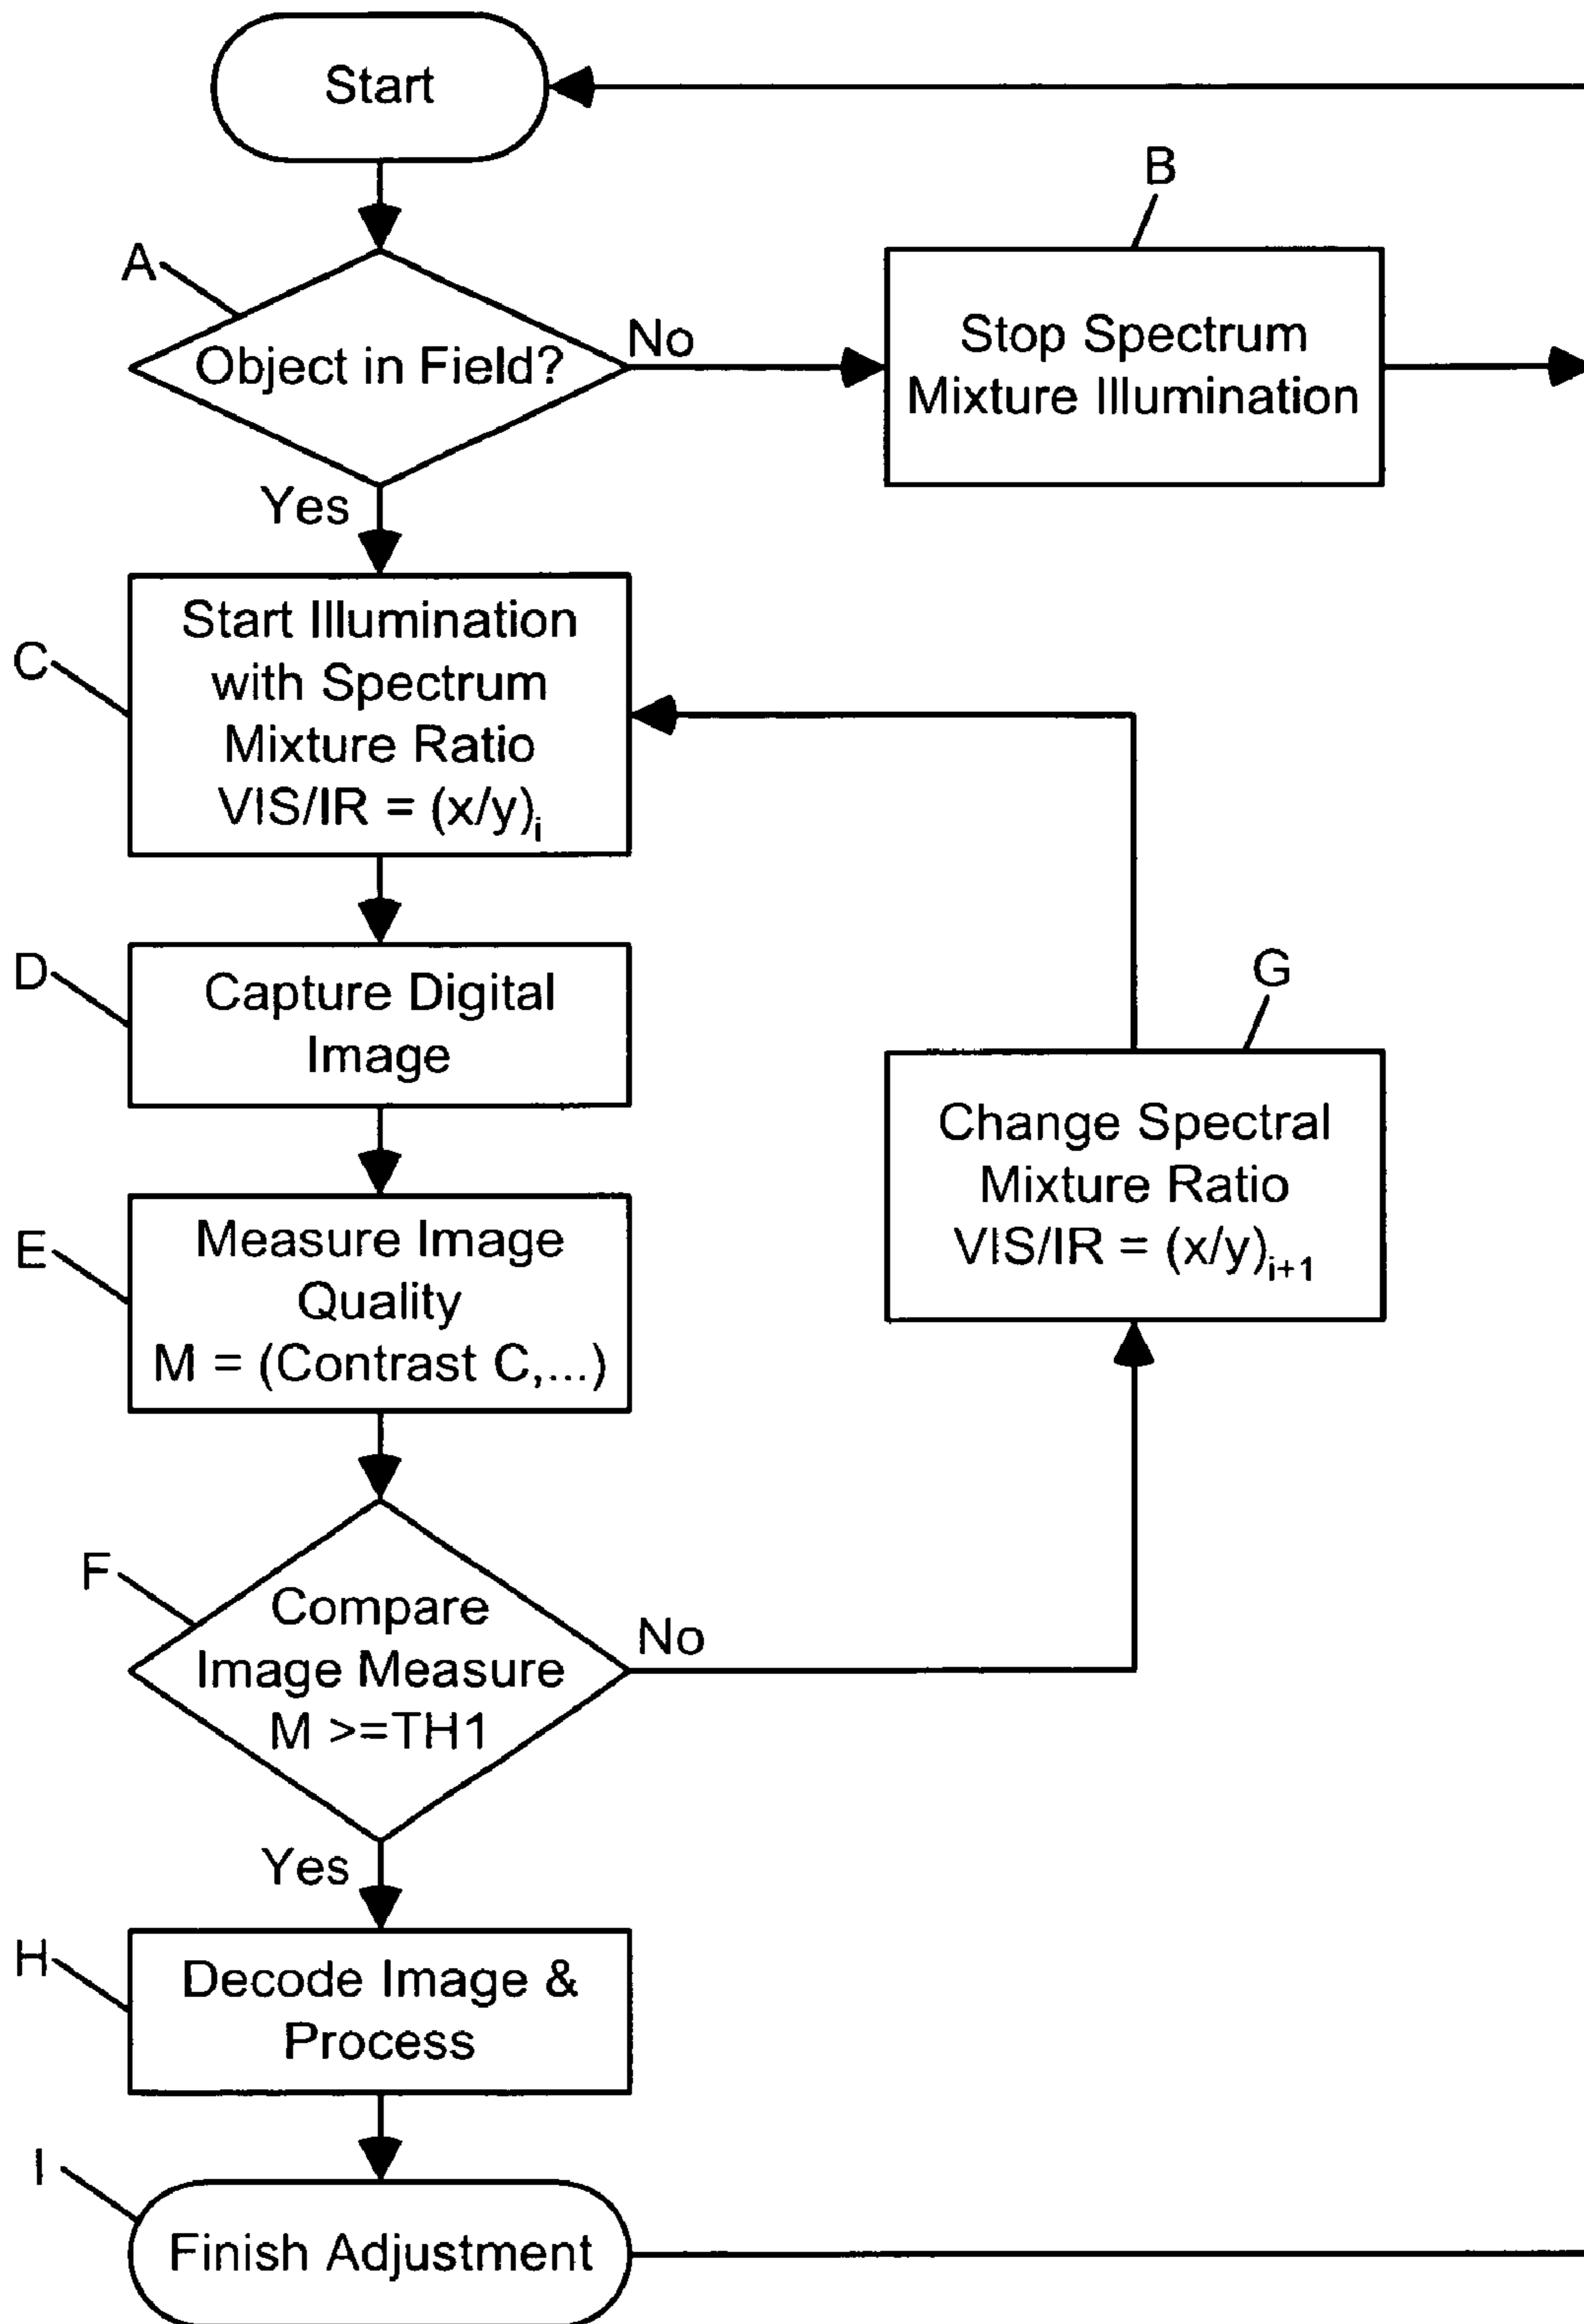 Start
A
Object in Field?
No
B
Stop Spectrum
Mixture Illumination
Yes
C
Start Illumination
with Spectrum
Mixture Ratio
VIS/IR = (x/y)i
D
Capture Digital
Image
G
Change Spectral
Mixture Ratio
VIS/IR = (x/y)i+1
E
Measure Image
Quality
M = (Contrast C,...)
F
Compare
Image Measure
M >=TH1
No
Yes
H
Decode Image &
Process
I
Finish Adjustment